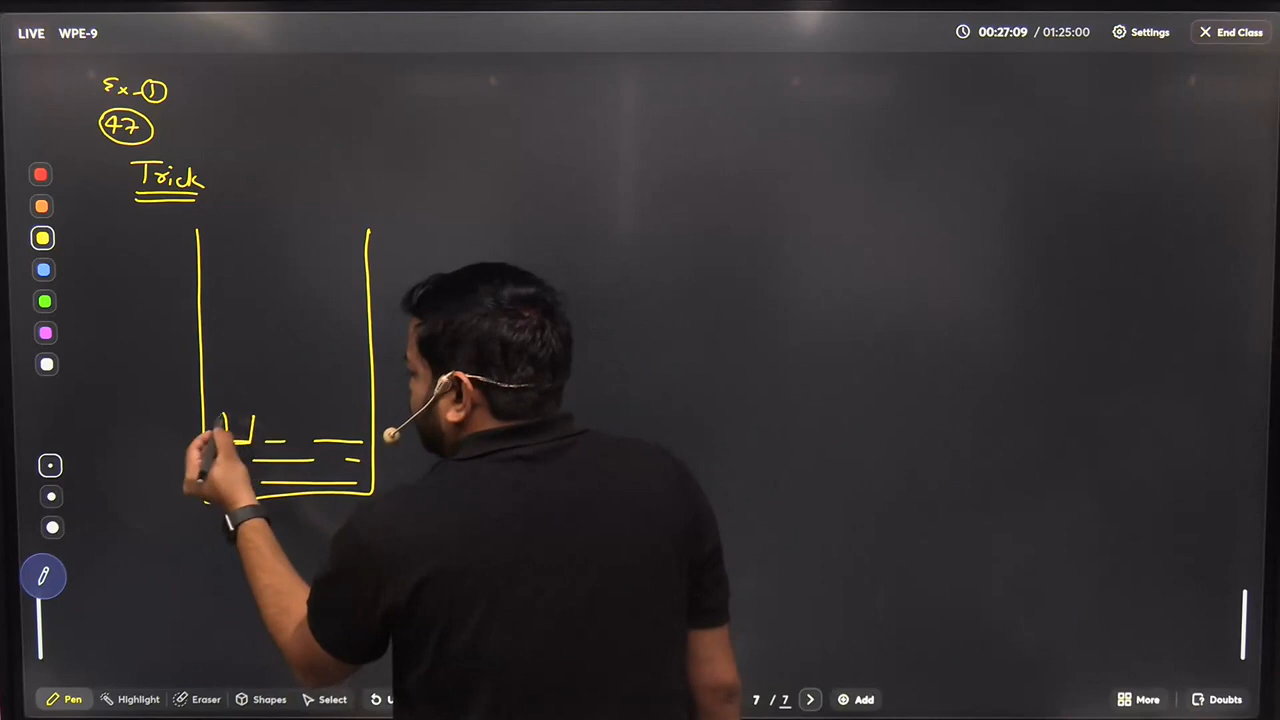 LIVE WPE-9 00:27:09 / 01:25:00 Settings End Class
Ex-①
47
Trick
Pen Highlight Eraser Shapes Select U 7 / 7 Add More Doubts